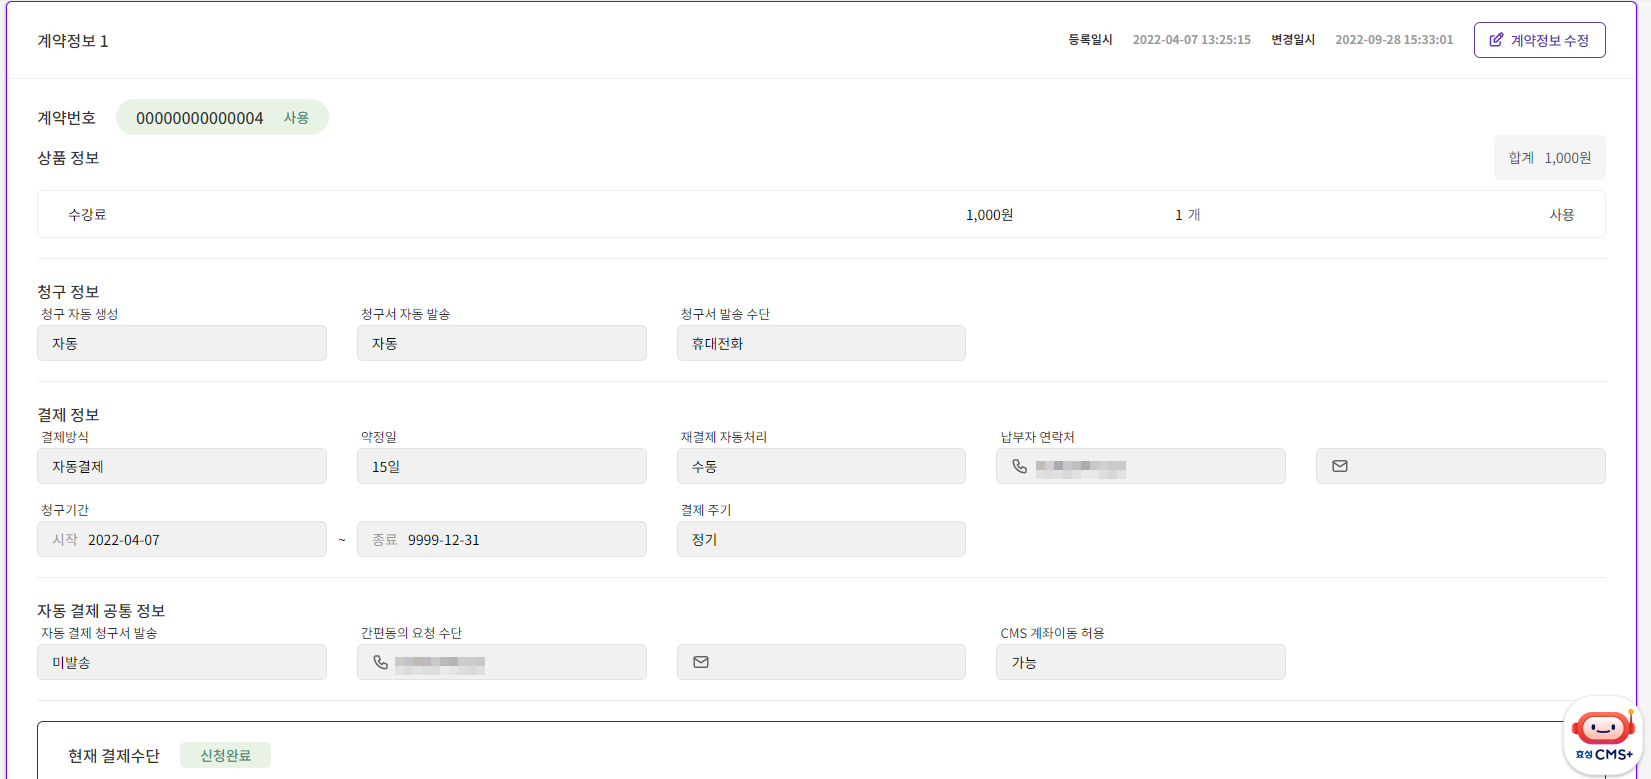 계약정보 1 등록일시 2022-04-07 13:25:15 변경일시 2022-09-28 15:33:01 계약정보 수정
계약번호 00000000000004 사용
상품 정보 합계 1,000원
수강료 1,000원 1 개 사용
청구 정보
청구 자동 생성 청구서 자동 발송 청구서 발송 수단
자동 자동 휴대전화
결제 정보
결제방식 약정일 재결제 자동처리 납부자 연락처
자동결제 15일 수동
청구기간 결제 주기
시작 2022-04-07 ~ 종료 9999-12-31 정기
자동 결제 공통 정보
자동 결제 청구서 발송 간편동의 요청 수단 CMS 계좌이동 허용
미발송 가능
현재 결제수단 신청완료
효성 CMS+